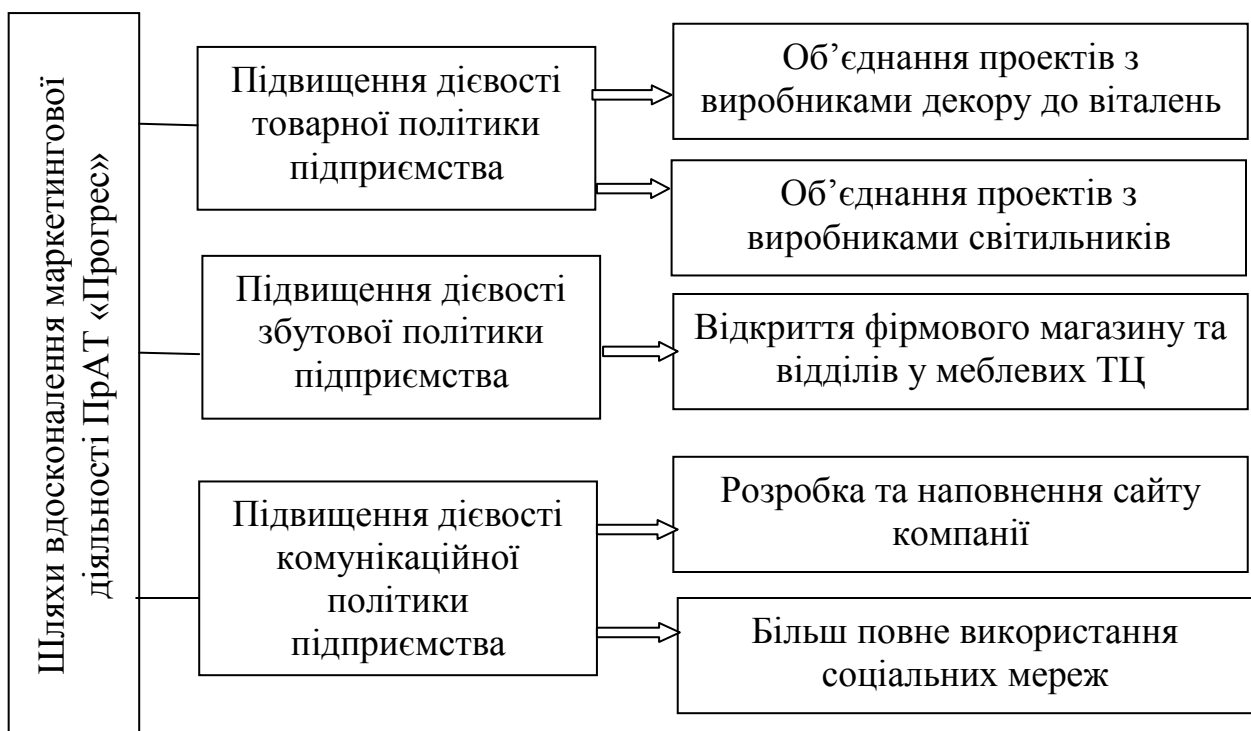 Шляхи вдосконалення маркетингової
діяльності ПрАТ «Прогрес»
Підвищення дієвості
товарної політики
підприємства
Об’єднання проектів з
виробниками декору до віталень
Об’єднання проектів з
виробниками світильників
Підвищення дієвості
збутової політики
підприємства
Відкриття фірмового магазину та
відділів у меблевих ТЦ
Підвищення дієвості
комунікаційної
політики
підприємства
Розробка та наповнення сайту
компанії
Більш повне використання
соціальних мереж